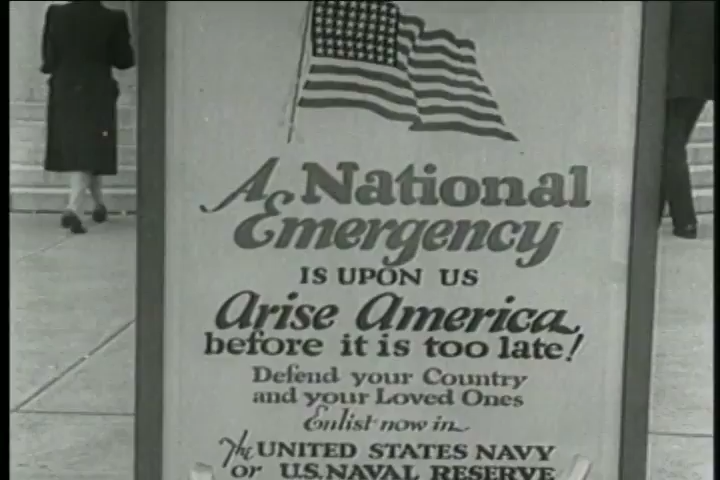 A National
Emergency
IS UPON US
Arise America
before it is too late!
Defend your Country
and your Loved Ones
Enlist now in
The UNITED STATES NAVY
or U.S. NAVAL RESERVE